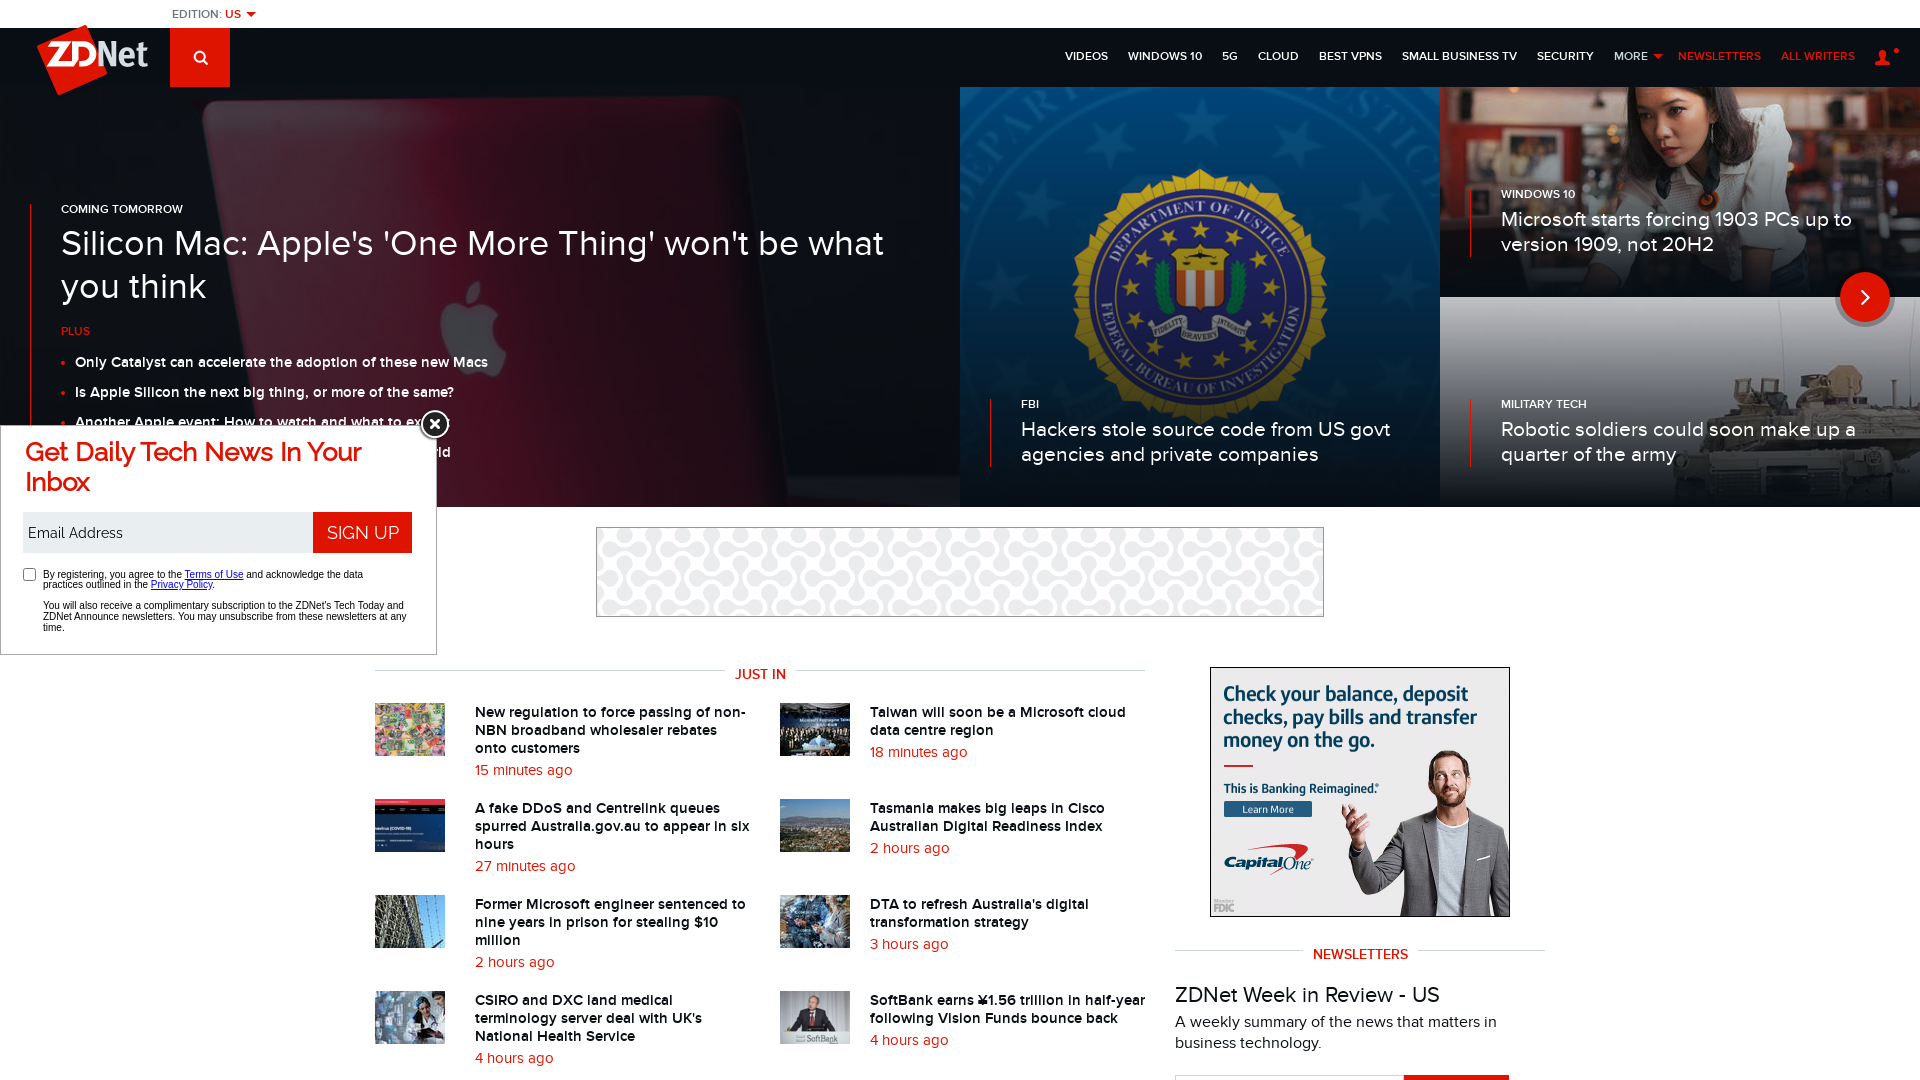 EDITION: US
ZDNet
VIDEOS WINDOWS 10 5G CLOUD BEST VPNS SMALL BUSINESS TV SECURITY MORE NEWSLETTERS ALL WRITERS
COMING TOMORROW
Silicon Mac: Apple's 'One More Thing' won't be what
you think
PLUS
Only Catalyst can accelerate the adoption of these new Macs
Is Apple Silicon the next big thing, or more of the same?
Another Apple event: How to watch and what to
DEPARTMENT OF JUSTICE
FIDELITY BRAVERY INTEGRITY
FEDERAL BUREAU OF INVESTIGATION
FBI
Hackers stole source code from US govt
agencies and private companies
WINDOWS 10
Microsoft starts forcing 1903 PCs up to
version 1909, not 20H2
MILITARY TECH
Robotic soldiers could soon make up a
quarter of the army
Get Daily Tech News In Your
Inbox
Email Address
SIGN UP
By registering, you agree to the Terms of Use and acknowledge the data
practices outlined in the Privacy Policy.
You will also receive a complimentary subscription to the ZDNet's Tech Today and
ZDNet Announce newsletters. You may unsubscribe from these newsletters at any
time.
JUST IN
New regulation to force passing of non-
NBN broadband wholesaler rebates
onto customers
15 minutes ago
Taiwan will soon be a Microsoft cloud
data centre region
18 minutes ago
A fake DDoS and Centrelink queues
spurred Australia.gov.au to appear in six
hours
27 minutes ago
Tasmania makes big leaps in Cisco
Australian Digital Readiness Index
2 hours ago
Former Microsoft engineer sentenced to
nine years in prison for stealing $10
million
2 hours ago
DTA to refresh Australia's digital
transformation strategy
3 hours ago
CSIRO and DXC land medical
terminology server deal with UK's
National Health Service
4 hours ago
SoftBank
SoftBank earns ¥1.56 trillion in half-year
following Vision Funds bounce back
4 hours ago
Check your balance, deposit
checks, pay bills and transfer
money on the go.
This is Banking Reimagined.®
Learn More
Capital One
Member
FDIC
NEWSLETTERS
ZDNet Week in Review - US
A weekly summary of the news that matters in
business technology.